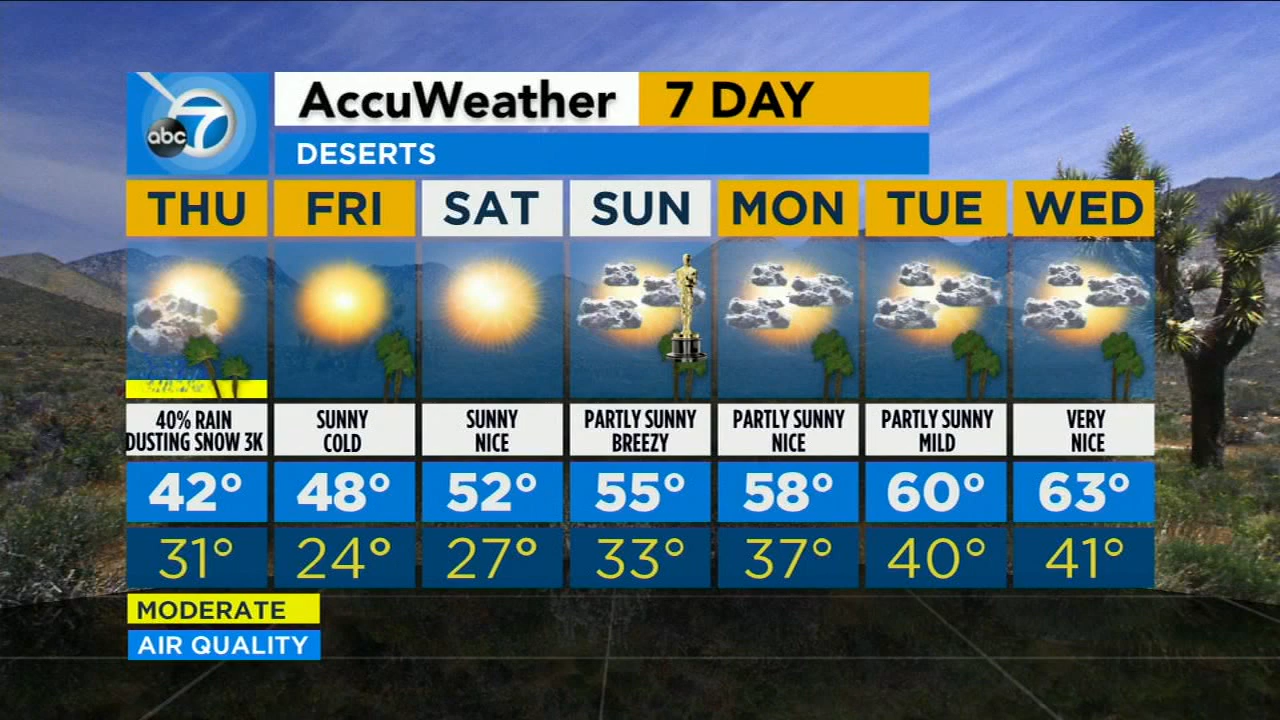 abc 7
AccuWeather 7 DAY
DESERTS
THU FRI SAT SUN MON TUE WED
40% RAIN SUNNY SUNNY PARTLY SUNNY PARTLY SUNNY PARTLY SUNNY VERY
DUSTING SNOW 3K COLD NICE BREEZY NICE MILD NICE
42° 48° 52° 55° 58° 60° 63°
31° 24° 27° 33° 37° 40° 41°
MODERATE
AIR QUALITY